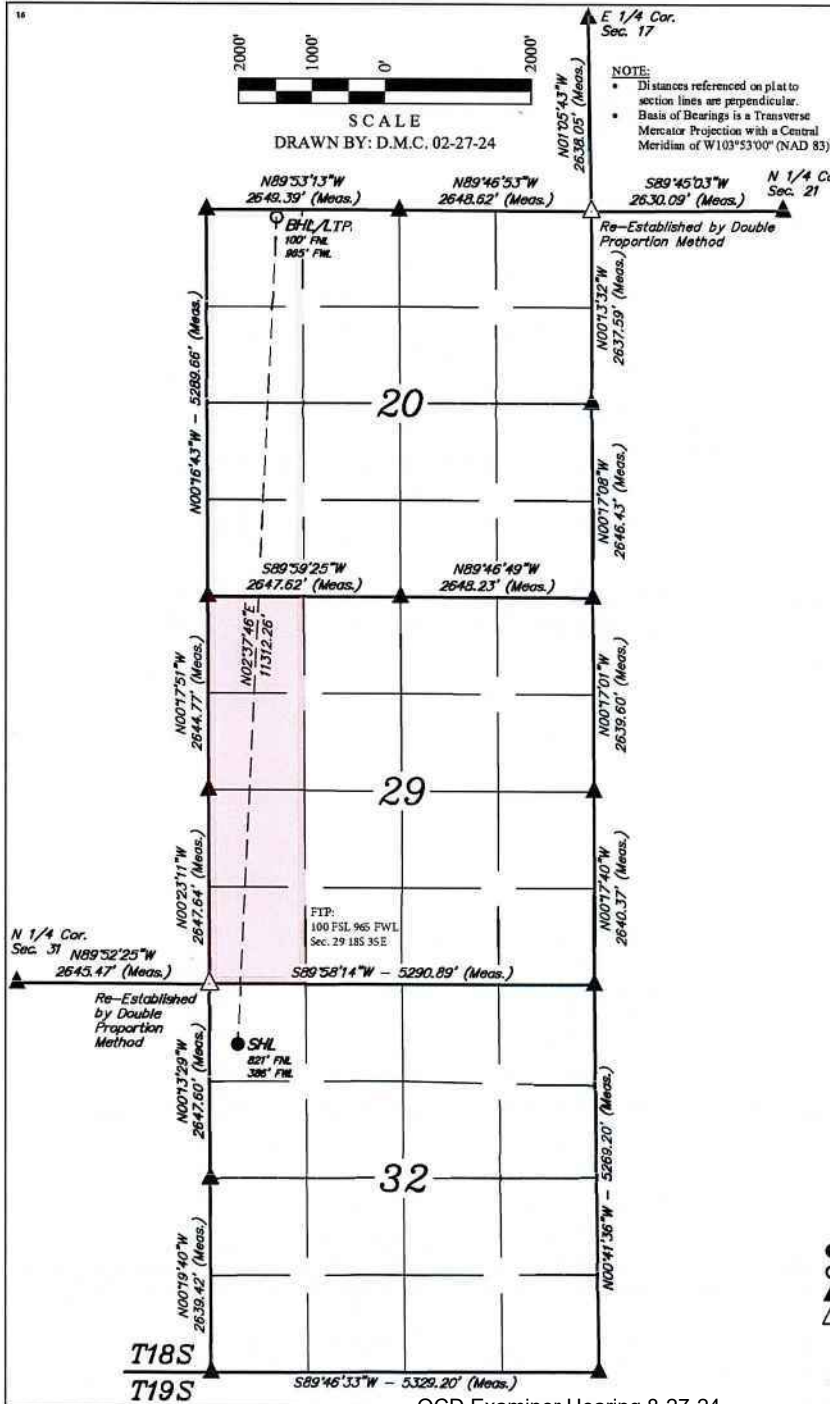 16
E 1/4 Cor.
Sec. 17
2000'
1000'
0'
2000'
SCALE
DRAWN BY: D.M.C. 02-27-24
NOTE:
• Distances referenced on plat to
section lines are perpendicular.
• Basis of Bearings is a Transverse
Mercator Projection with a Central
Meridian of W103°53'00" (NAD 83)
N01°05'43"W
2638.05' (Meas.)
N89°53'13"W
2649.39' (Meas.)
N89°46'53"W
2648.62' (Meas.)
S89°45'03"W
2630.09' (Meas.)
N 1/4 Co
Sec. 21
BHL/LTP.
100' FNL
965' FWL
Re-Established by Double
Proportion Method
N00°16'43"W - 5289.66' (Meas.)
N00°13'32"W
2637.59' (Meas.)
20
N00°17'08"W
2646.43' (Meas.)
S89°59'25"W
2647.62' (Meas.)
N89°46'49"W
2648.23' (Meas.)
N02°37'46"E
11312.26'
N00°17'51"W
2644.77' (Meas.)
N00°17'01"W
2639.60' (Meas.)
29
N00°23'11"W
2647.64' (Meas.)
N00°17'40"W
2640.37' (Meas.)
FTP:
100 FSL 965 FWL
Sec. 29 18S 35E
N 1/4 Cor.
Sec. 31
N89°52'25"W
2645.47' (Meas.)
S89°58'14"W - 5290.89' (Meas.)
Re-Established
by Double
Proportion
Method
SHL
821' FNL
386' FWL
N00°13'29"W
2647.60' (Meas.)
32
N00°41'36"W - 5269.20' (Meas.)
N00°19'40"W
2639.42' (Meas.)
T18S
T19S
S89°46'33"W - 5329.20' (Meas.)